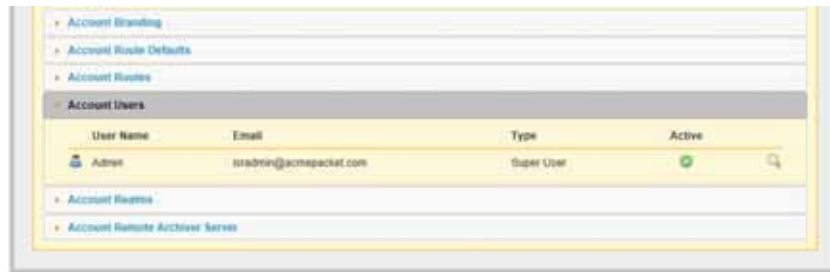 Account Branding
Account Route Defaults
Account Routes
Account Users
User Name Email Type Active
Admin isradmin@acmepacket.com Super User
Account Realms
Account Remote Archiver Server